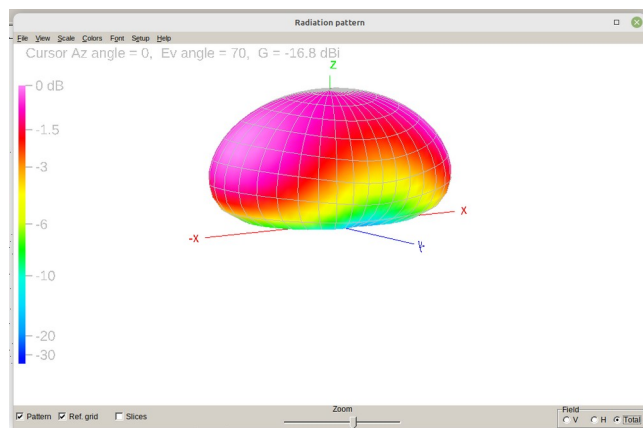 Radiation pattern
File View Scale Colors Font Setup Help
Cursor Az angle = 0, Ev angle = 70, G = -16.8 dBi
Z
0 dB
-1.5
-3
-6
-10
-20
-30
X
-X
Pattern Ref. grid Slices
Zoom
Field
V H Total